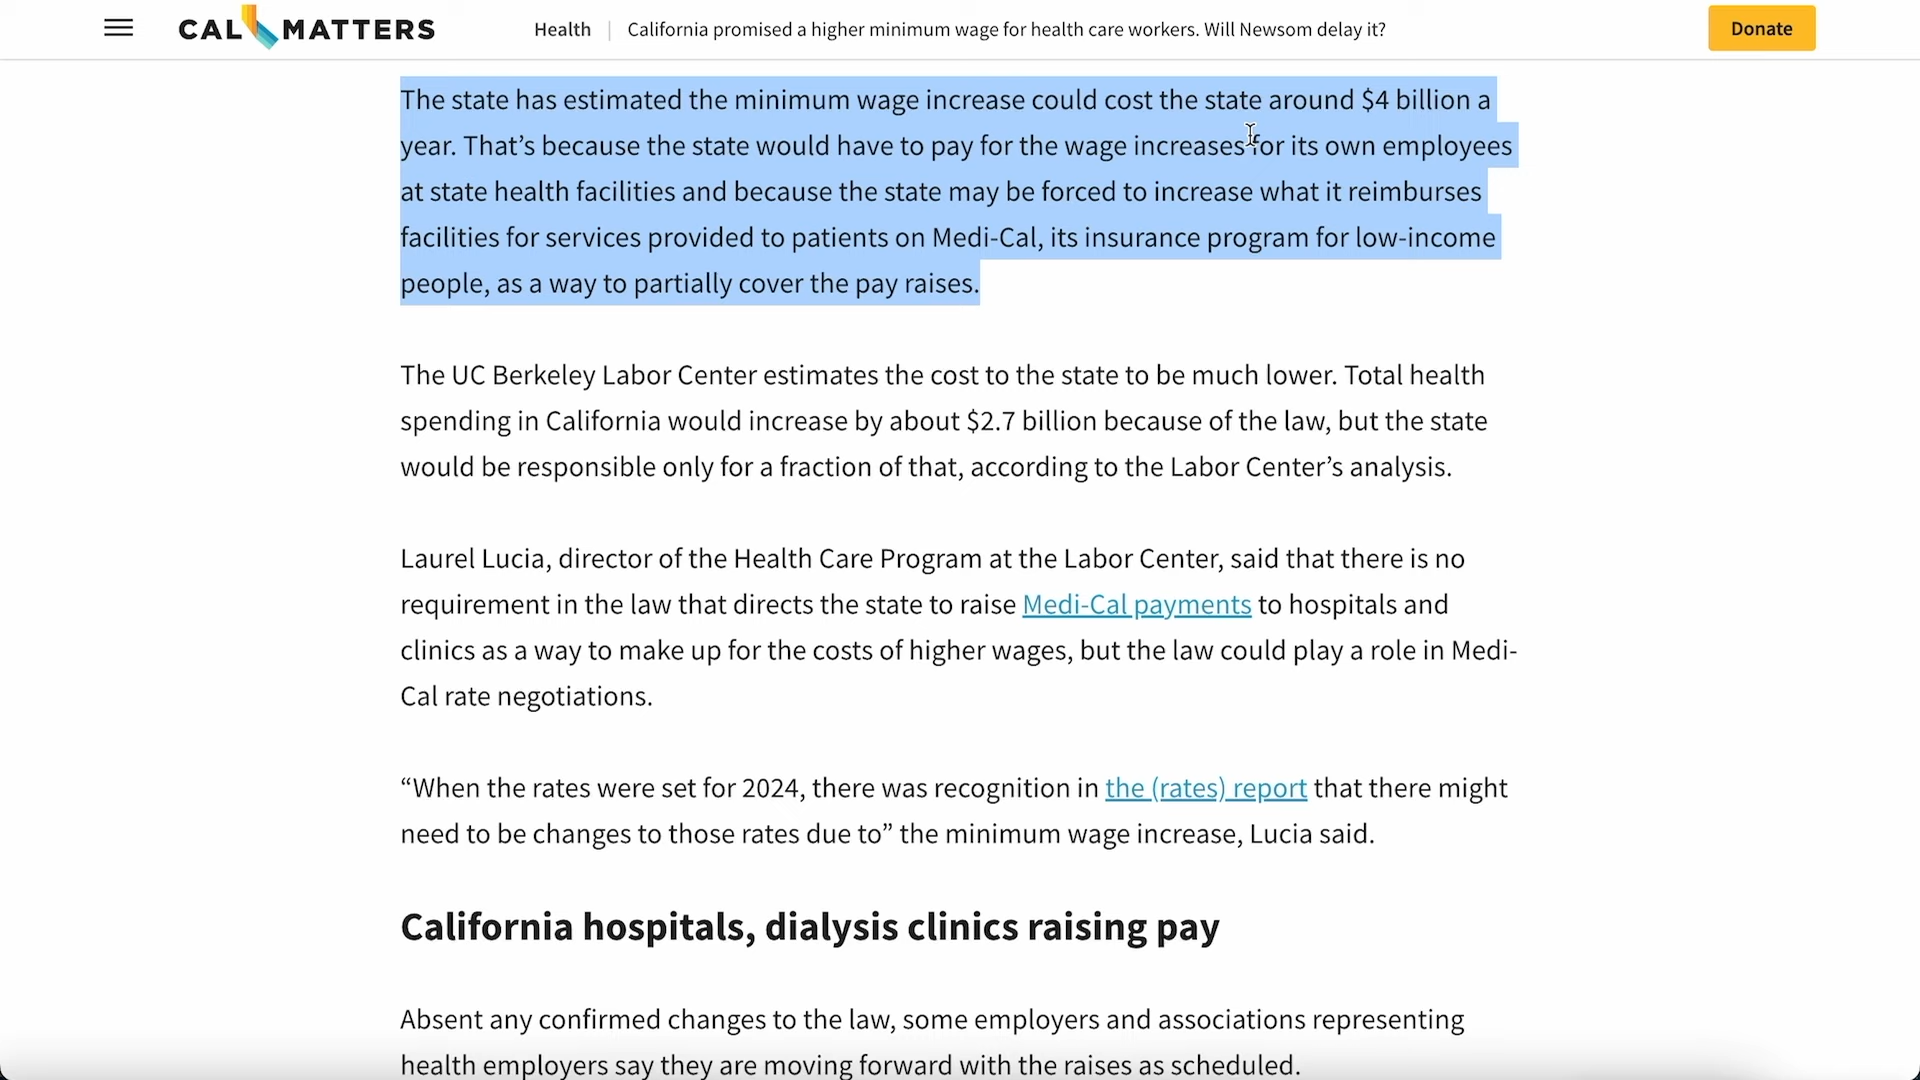 CAL MATTERS
Health | California promised a higher minimum wage for health care workers. Will Newsom delay it?
Donate
The state has estimated the minimum wage increase could cost the state around $4 billion a
year. That’s because the state would have to pay for the wage increases for its own employees
at state health facilities and because the state may be forced to increase what it reimburses
facilities for services provided to patients on Medi-Cal, its insurance program for low-income
people, as a way to partially cover the pay raises.
The UC Berkeley Labor Center estimates the cost to the state to be much lower. Total health
spending in California would increase by about $2.7 billion because of the law, but the state
would be responsible only for a fraction of that, according to the Labor Center’s analysis.
Laurel Lucia, director of the Health Care Program at the Labor Center, said that there is no
requirement in the law that directs the state to raise Medi-Cal payments to hospitals and
clinics as a way to make up for the costs of higher wages, but the law could play a role in Medi-
Cal rate negotiations.
“When the rates were set for 2024, there was recognition in the (rates) report that there might
need to be changes to those rates due to” the minimum wage increase, Lucia said.
California hospitals, dialysis clinics raising pay
Absent any confirmed changes to the law, some employers and associations representing
health employers say they are moving forward with the raises as scheduled.